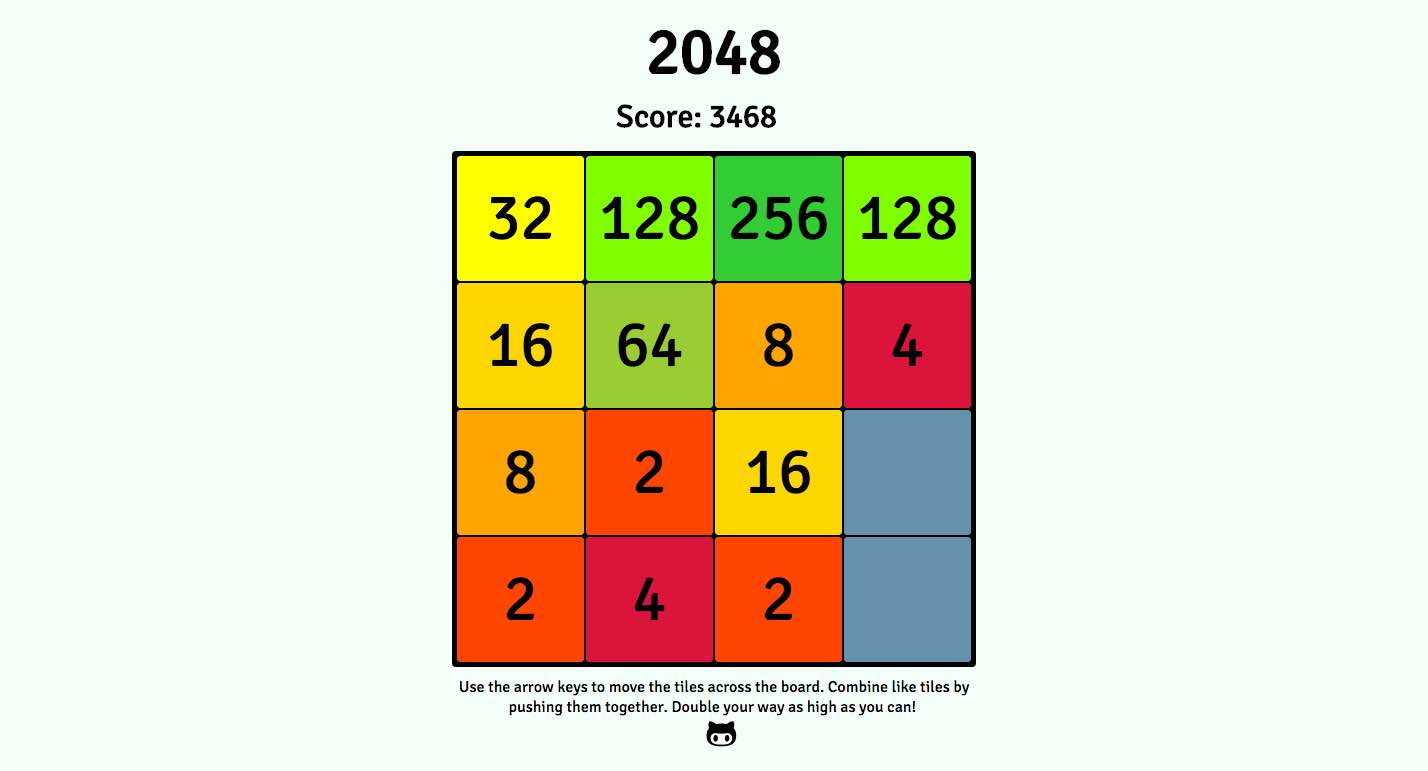 2048
Score: 3468
32 128 256 128
16 64 8 4
8 2 16
2 4 2
Use the arrow keys to move the tiles across the board. Combine like tiles by
pushing them together. Double your way as high as you can!